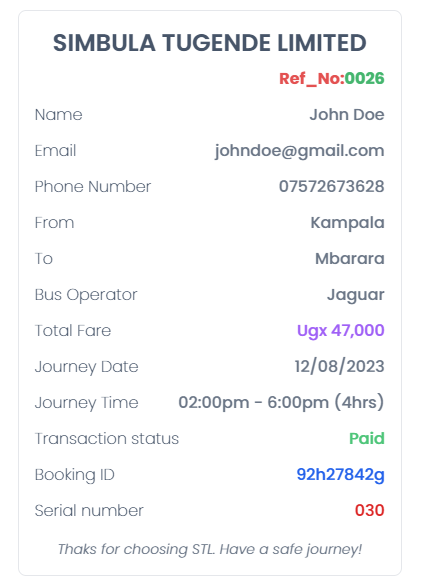 SIMBULA TUGENDE LIMITED
Ref_No:0026
Name John Doe
Email johndoe@gmail.com
Phone Number 07572673628
From Kampala
To Mbarara
Bus Operator Jaguar
Total Fare Ugx 47,000
Journey Date 12/08/2023
Journey Time 02:00pm - 6:00pm (4hrs)
Transaction status Paid
Booking ID 92h27842g
Serial number 030
Thaks for choosing STL. Have a safe journey!